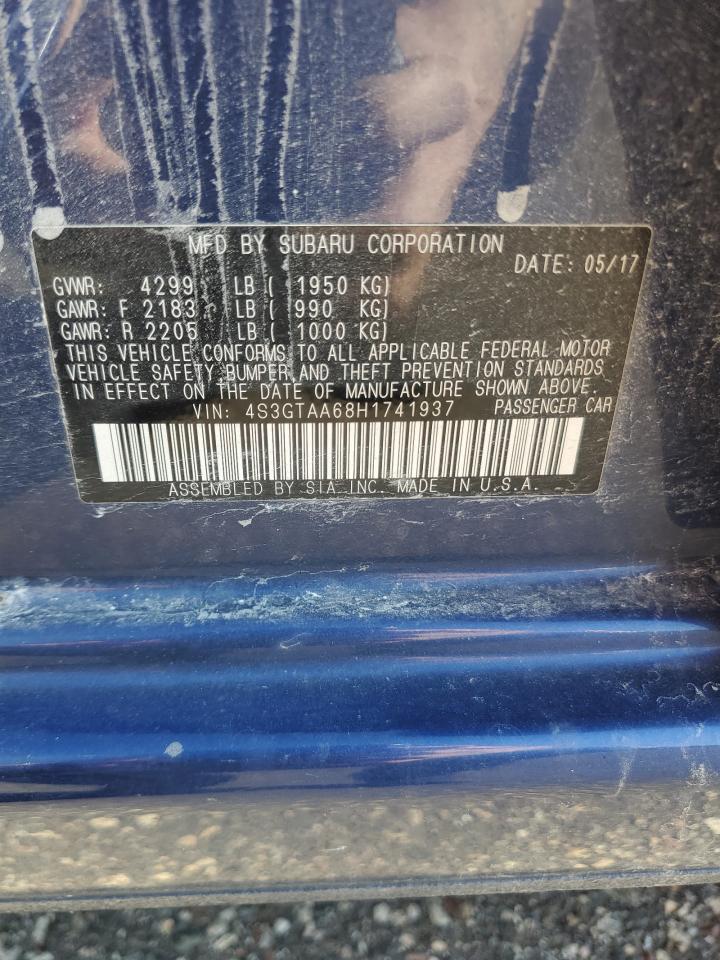 MFD BY SUBARU CORPORATION
DATE: 05/17
GVWR: 4299 LB ( 1950 KG)
GAWR: F 2183 LB ( 990 KG)
GAWR: R 2205 LB ( 1000 KG)
THIS VEHICLE CONFORMS TO ALL APPLICABLE FEDERAL MOTOR
VEHICLE SAFETY BUMPER AND THEFT PREVENTION STANDARDS
IN EFFECT ON THE DATE OF MANUFACTURE SHOWN ABOVE.
VIN: 4S3GTAA68H1741937 PASSENGER CAR
ASSEMBLED BY SIA INC. MADE IN U.S.A.